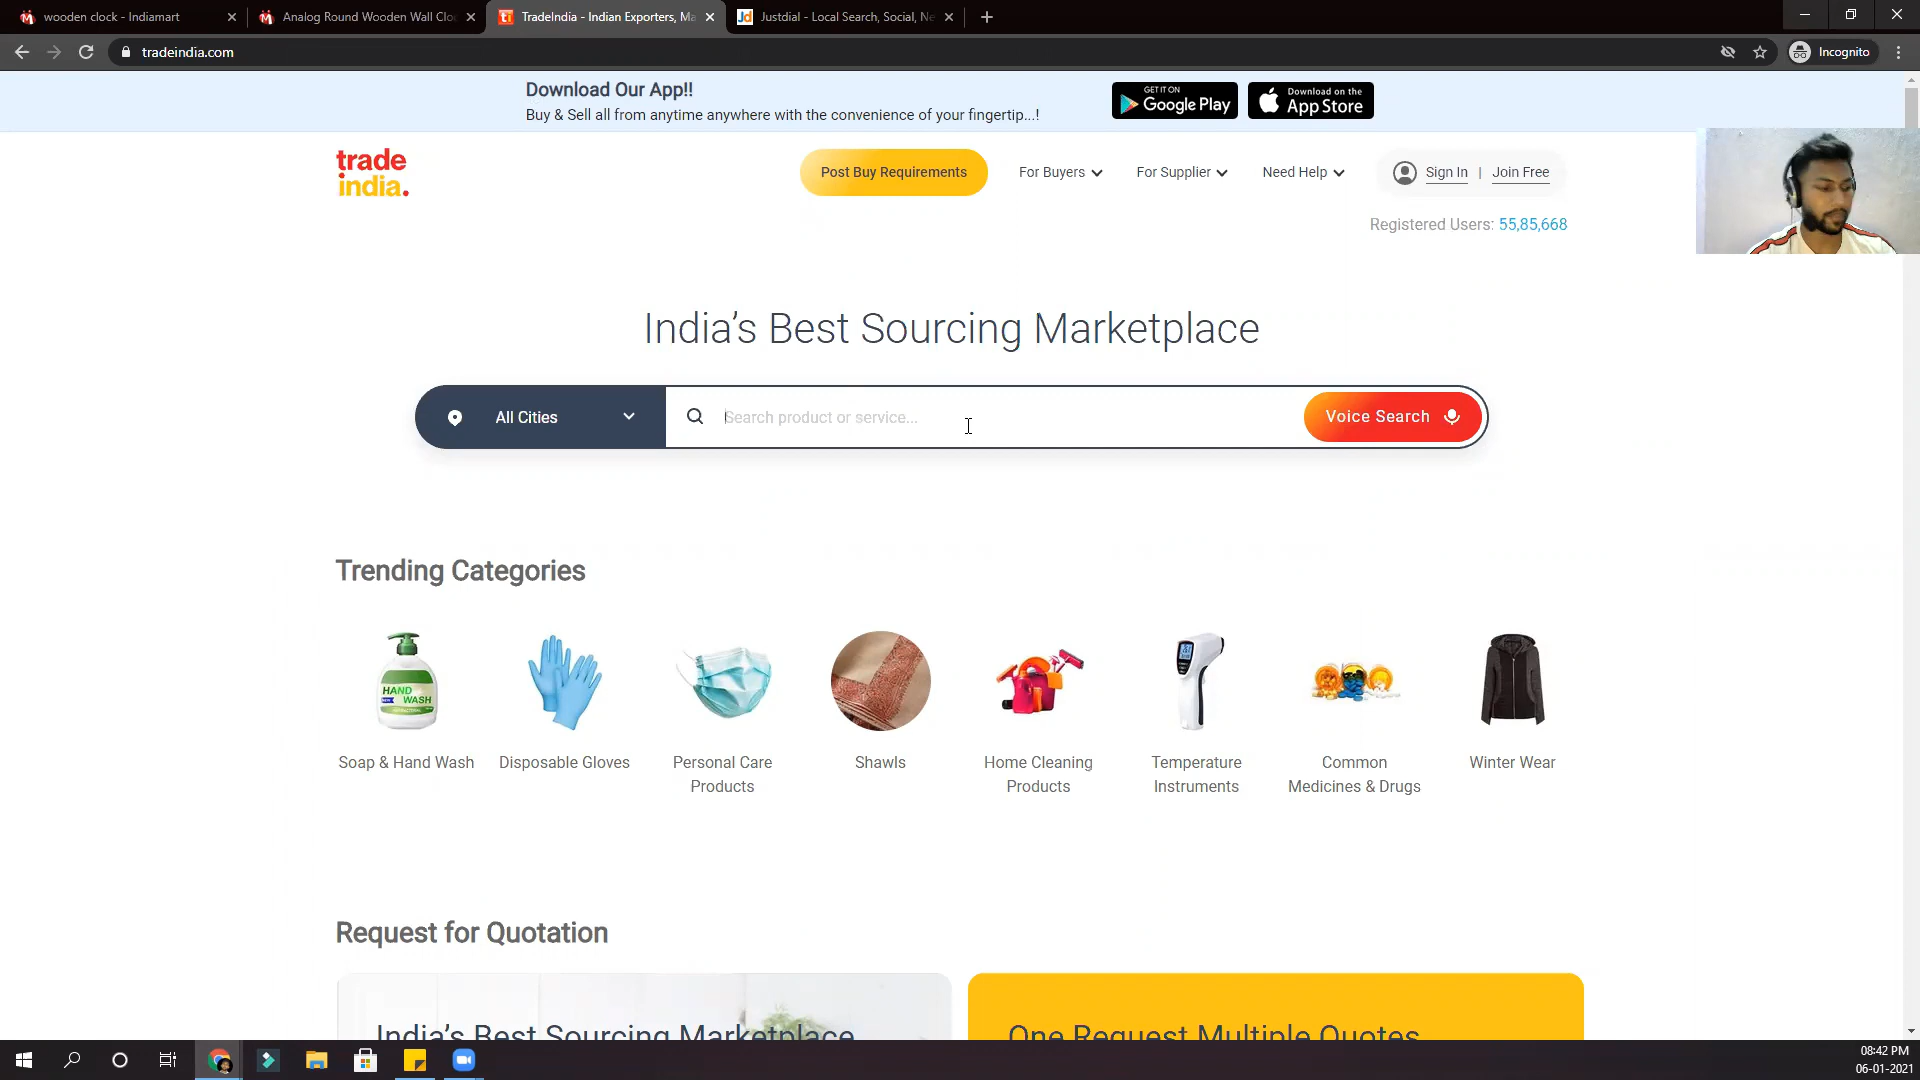 wooden clock - Indiamart
Analog Round Wooden Wall Clo
TradeIndia - Indian Exporters, Ma
Justdial - Local Search, Social, Ne
tradeindia.com
Incognito
Download Our App!!
Buy & Sell all from anytime anywhere with the convenience of your fingertip...!
GET IT ON
Google Play
Download on the
App Store
trade
india.
Post Buy Requirements
For Buyers
For Supplier
Need Help
Sign In | Join Free
Registered Users: 55,85,668
India's Best Sourcing Marketplace
All Cities
Search product or service...
Voice Search
Trending Categories
HAND
WASH
Soap & Hand Wash
Disposable Gloves
Personal Care
Products
Shawls
Home Cleaning
Products
Temperature
Instruments
Common
Medicines & Drugs
Winter Wear
Request for Quotation
India's Best Sourcing Marketplace
One Request Multiple Quotes
08:42 PM
06-01-2021